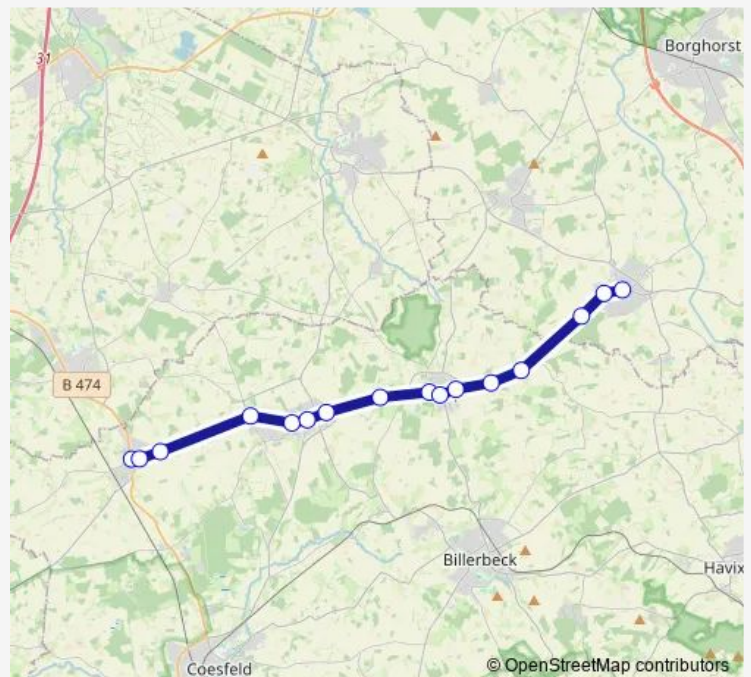 31
Borghorst
B 474
Billerbeck
Havix
Coesfeld
© OpenStreetMap contributors